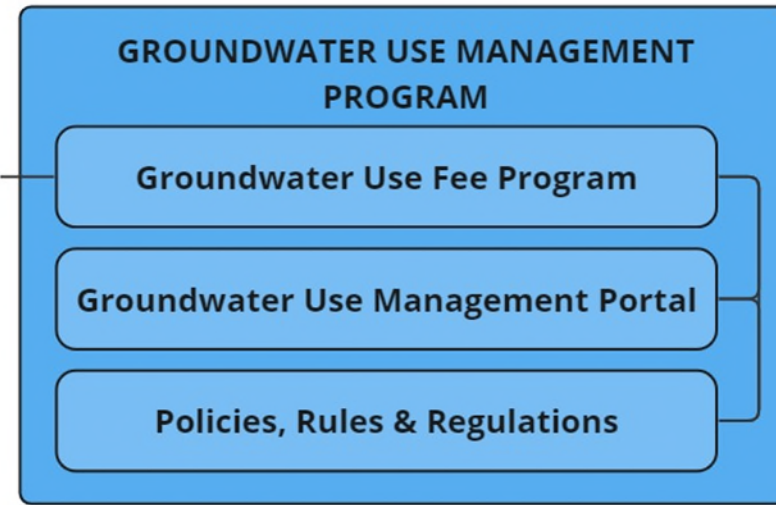 GROUNDWATER USE MANAGEMENT
PROGRAM
Groundwater Use Fee Program
Groundwater Use Management Portal
Policies, Rules & Regulations